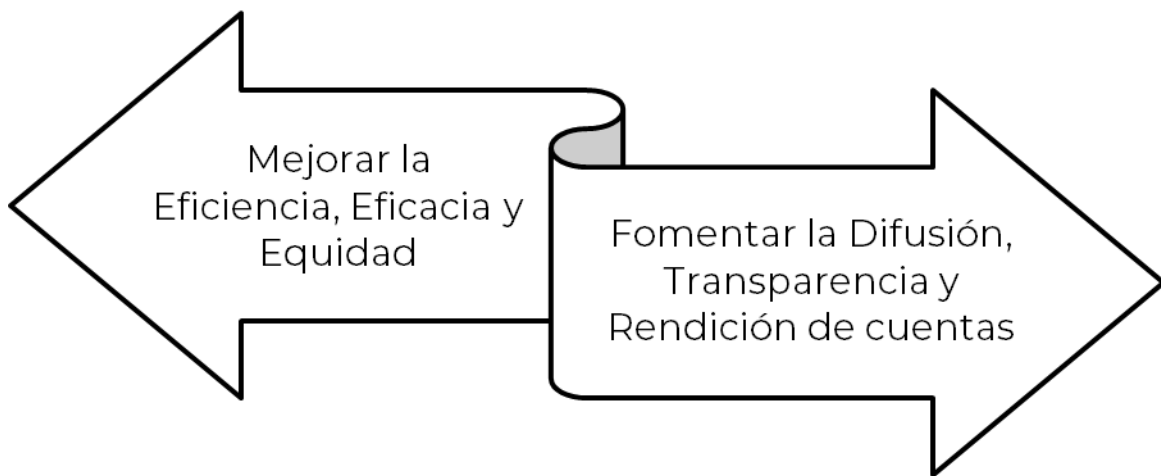 Mejorar la
Eficiencia, Eficacia y
Equidad
Fomentar la Difusión,
Transparencia y
Rendición de cuentas